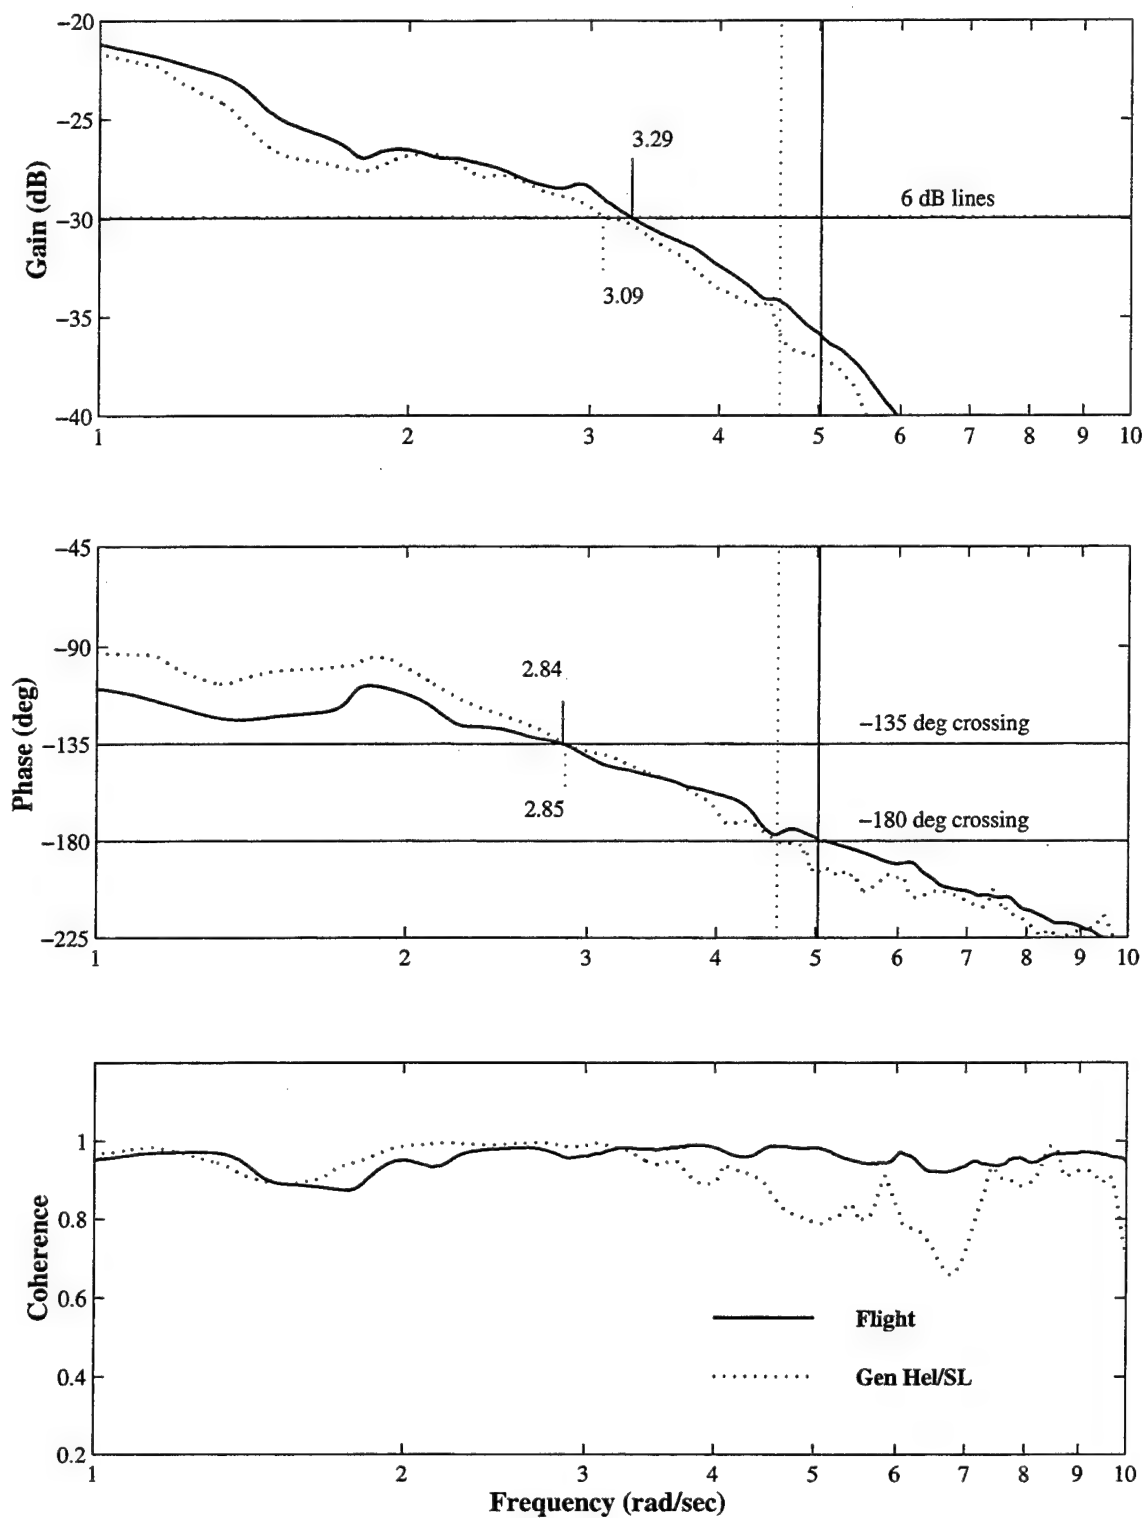 −20
−25
−30
−35
−40
Gain (dB)
3.29
3.09
6 dB lines
1 2 3 4 5 6 7 8 9 10
−45
−90
−135
−180
−225
Phase (deg)
2.84
2.85
−135 deg crossing
−180 deg crossing
1 2 3 4 5 6 7 8 9 10
1
0.8
0.6
0.4
0.2
Coherence
Flight
Gen Hel/SL
1 2 3 4 5 6 7 8 9 10
Frequency (rad/sec)